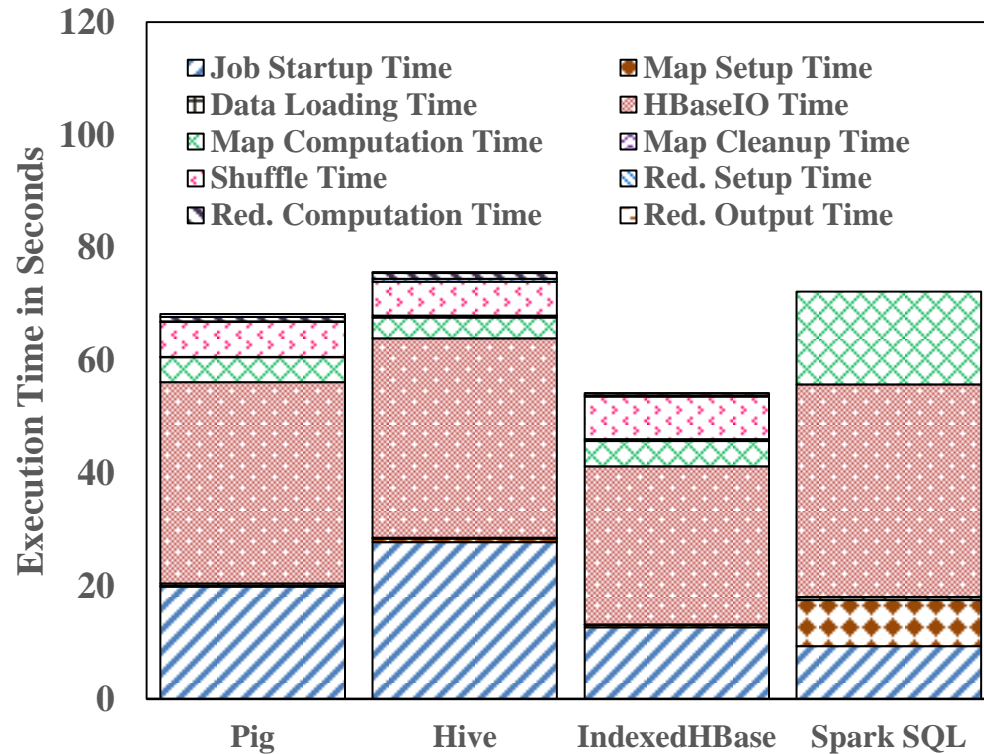 120
100
80
60
40
20
0
Execution Time in Seconds
Job Startup Time
Map Setup Time
Data Loading Time
HBaseIO Time
Map Computation Time
Map Cleanup Time
Shuffle Time
Red. Setup Time
Red. Computation Time
Red. Output Time
Pig
Hive
IndexedHBase
Spark SQL